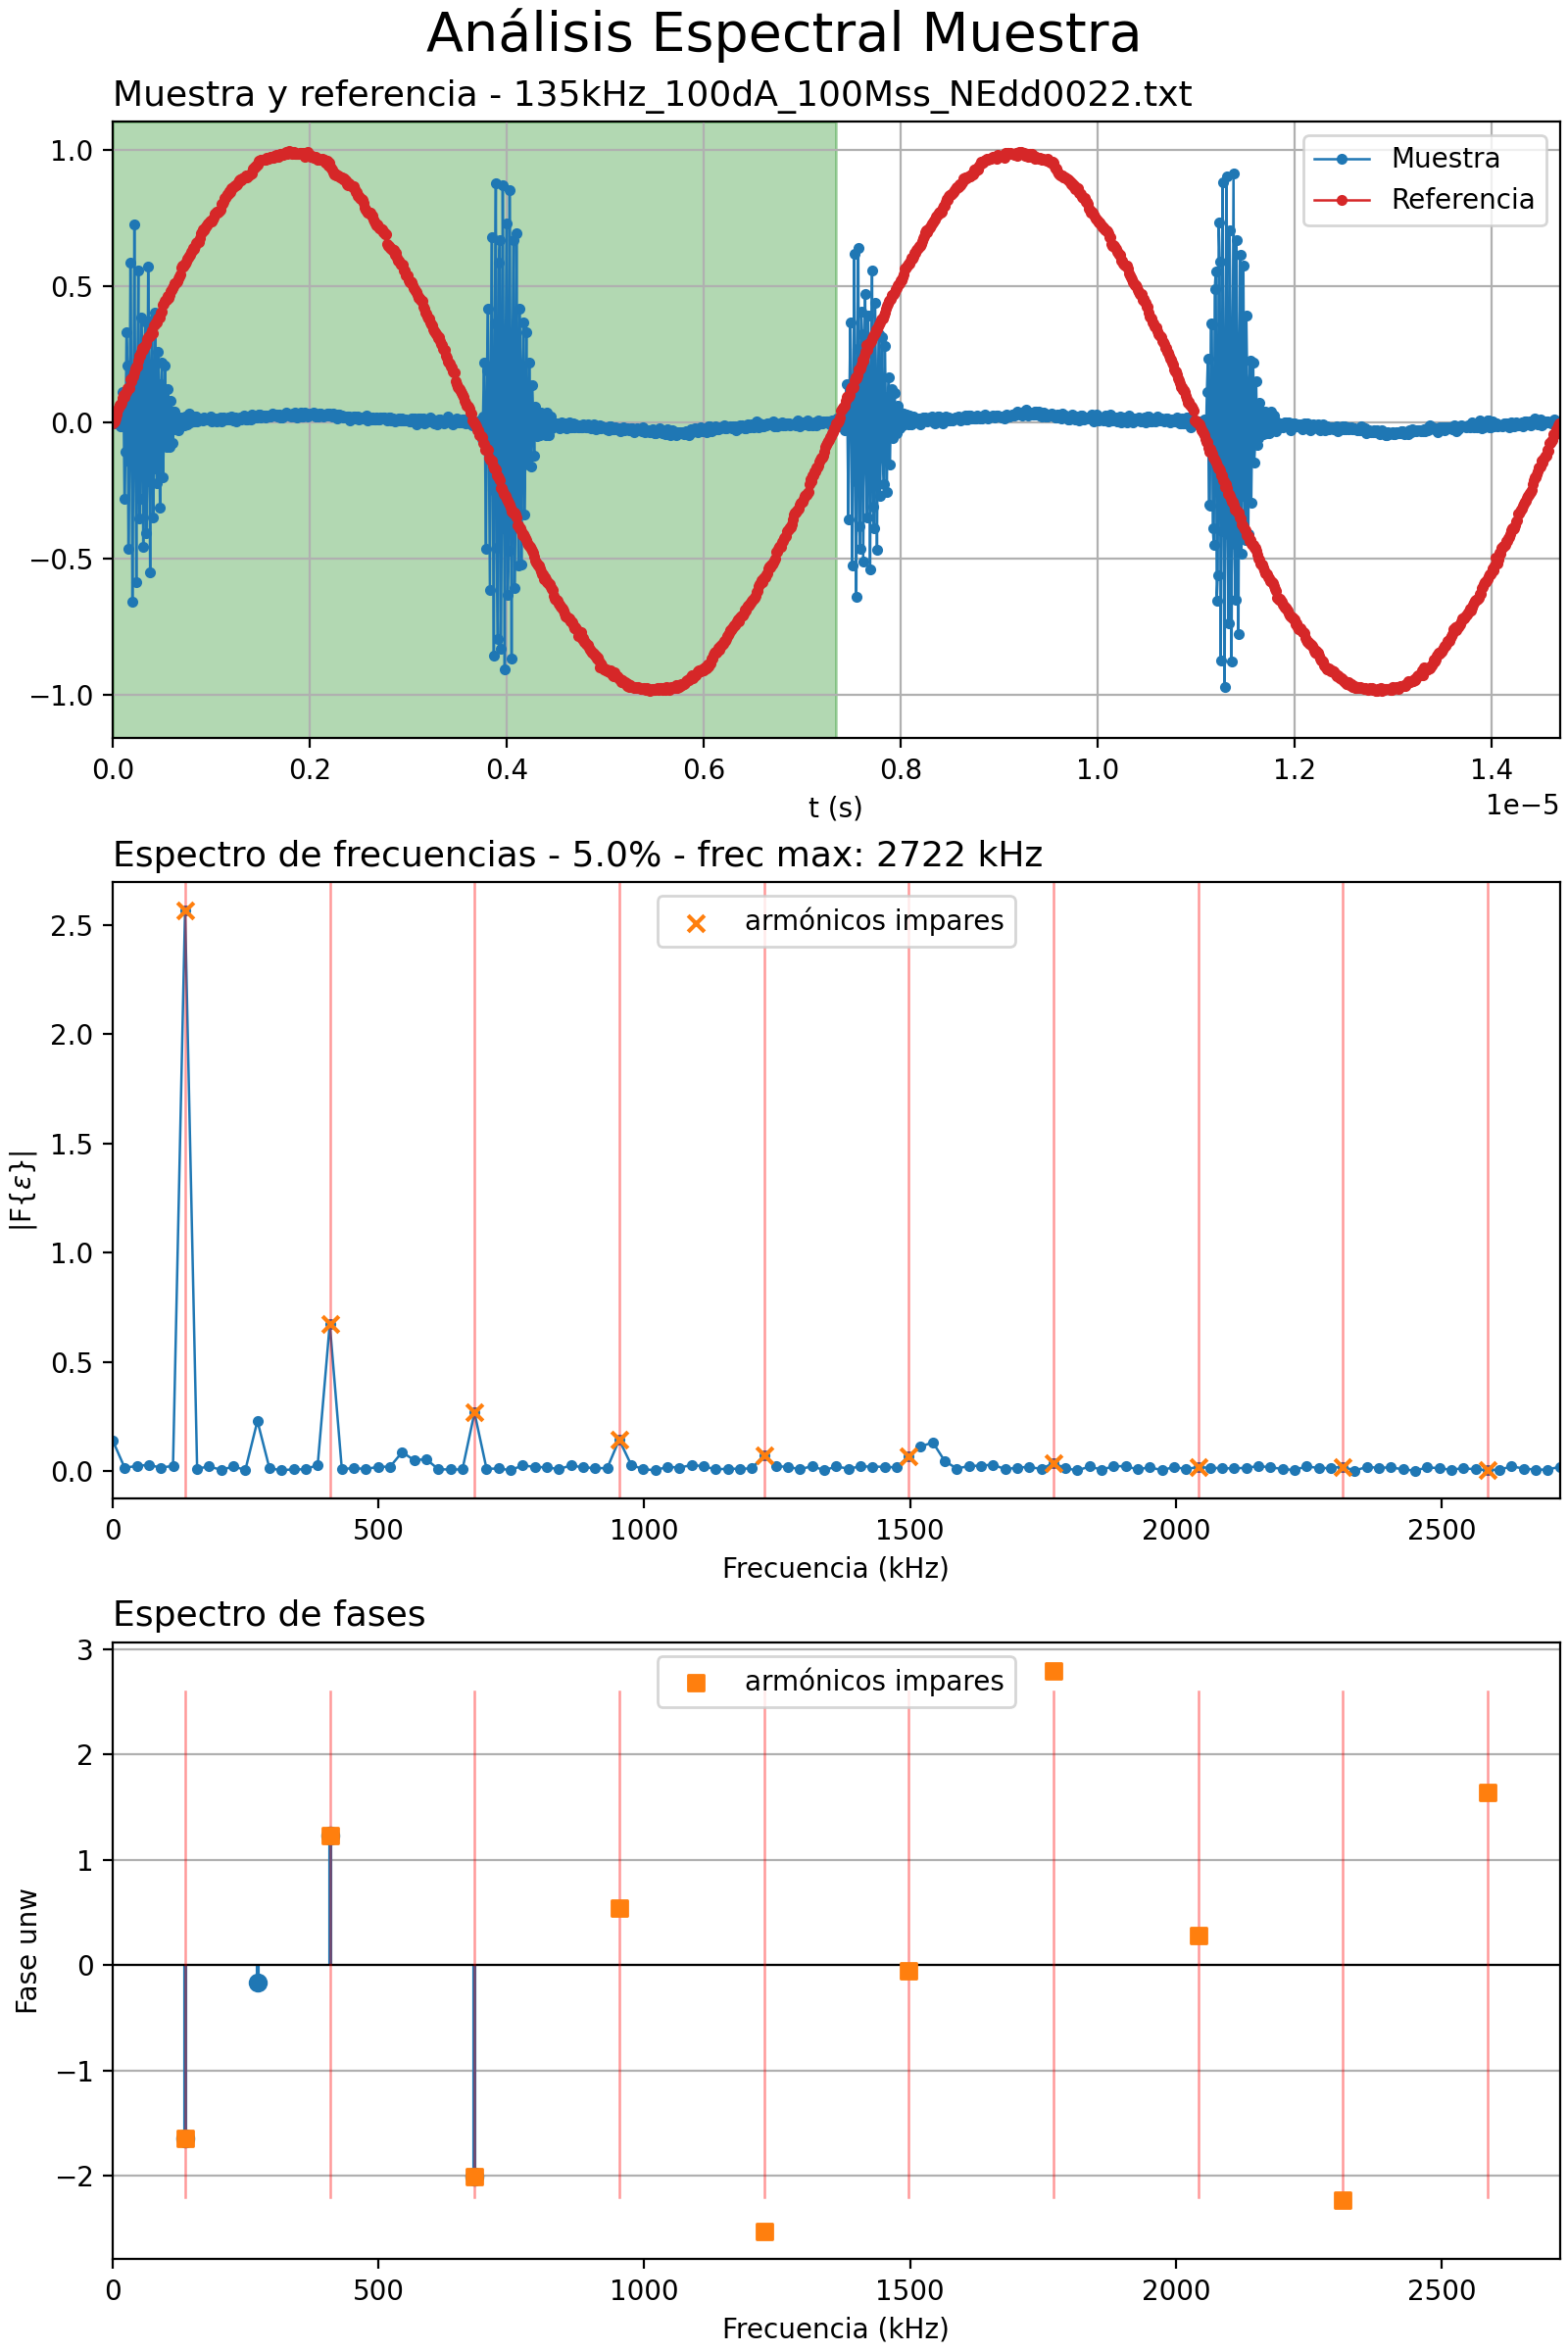 Análisis Espectral Muestra
Muestra y referencia - 135kHz_100dA_100Mss_NEdd0022.txt
1.0
0.5
0.0
−0.5
−1.0
Muestra
Referencia
0.0 0.2 0.4 0.6 0.8 1.0 1.2 1.4
1e−5
t (s)
Espectro de frecuencias - 5.0% - frec max: 2722 kHz
2.5
2.0
1.5
1.0
0.5
0.0
|F{ε}|
armónicos impares
0 500 1000 1500 2000 2500
Frecuencia (kHz)
Espectro de fases
3
2
1
0
−1
−2
Fase unw
armónicos impares
0 500 1000 1500 2000 2500
Frecuencia (kHz)